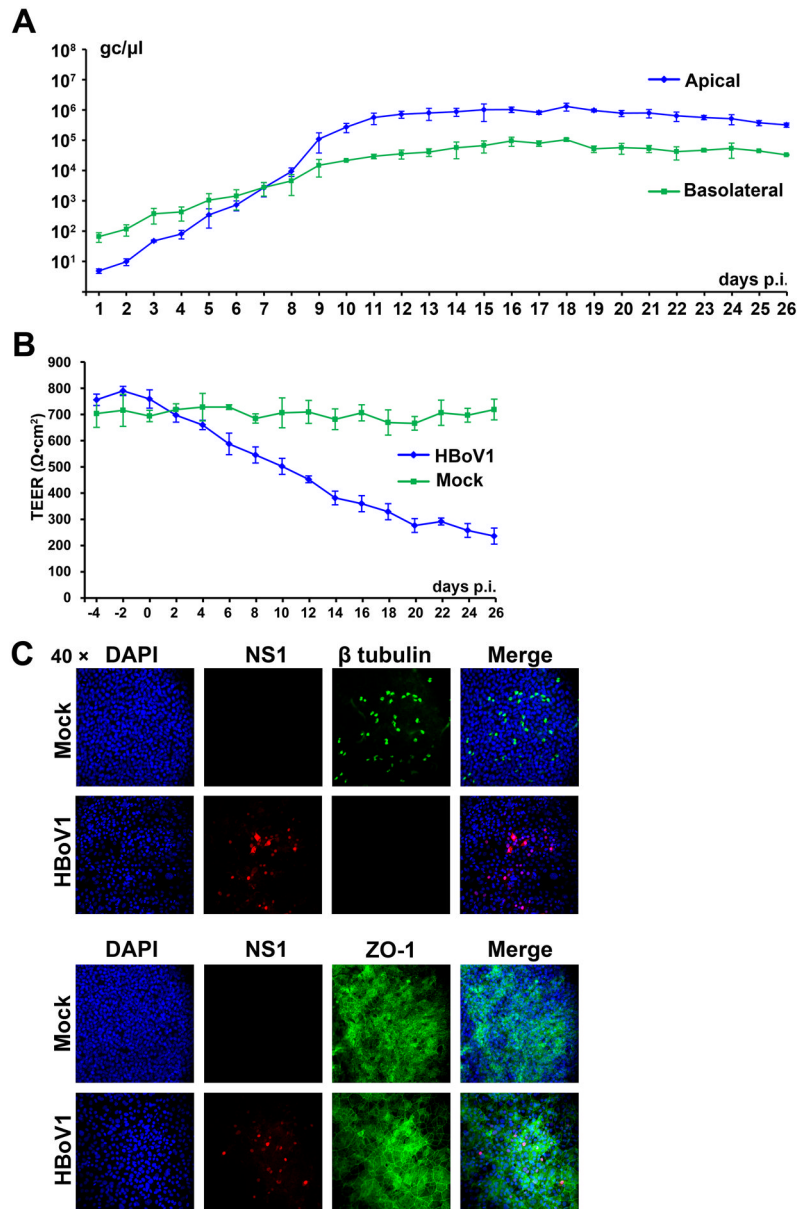 A
gc/µl
10⁸
10⁷
10⁶
10⁵
10⁴
10³
10²
10¹
Apical
Basolateral
days p.i.
1 2 3 4 5 6 7 8 9 10 11 12 13 14 15 16 17 18 19 20 21 22 23 24 25 26
B
TEER (Ω•cm²)
900
800
700
600
500
400
300
200
100
0
HBoV1
Mock
days p.i.
-4 -2 0 2 4 6 8 10 12 14 16 18 20 22 24 26
C
40 × DAPI NS1 β tubulin Merge
Mock
HBoV1
DAPI NS1 ZO-1 Merge
Mock
HBoV1